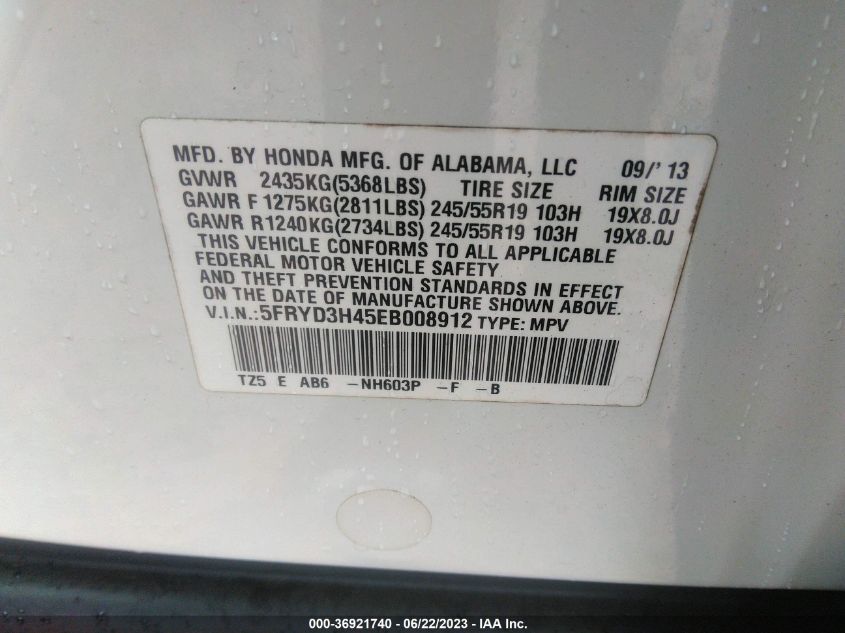 MFD. BY HONDA MFG. OF ALABAMA, LLC 09/' 13
GVWR 2435KG(5368LBS) TIRE SIZE RIM SIZE
GAWR F 1275KG(2811LBS) 245/55R19 103H 19X8.0J
GAWR R1240KG(2734LBS) 245/55R19 103H 19X8.0J
THIS VEHICLE CONFORMS TO ALL APPLICABLE
FEDERAL MOTOR VEHICLE SAFETY
AND THEFT PREVENTION STANDARDS IN EFFECT
ON THE DATE OF MANUFACTURE SHOWN ABOVE.
V.I.N.:5FRYD3H45EB008912 TYPE: MPV
TZ5 E AB6 -NH603P -F -B
000-36921740 - 06/22/2023 - IAA Inc.